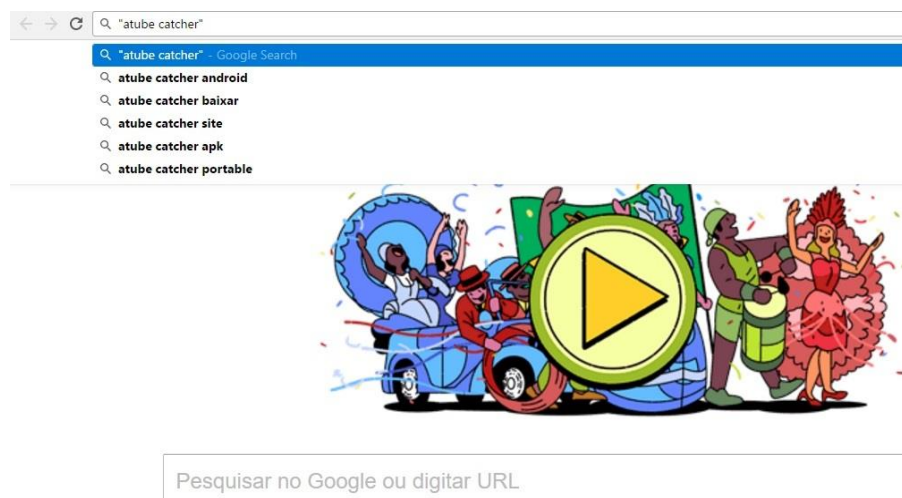 "atube catcher"
"atube catcher" - Google Search
atube catcher android
atube catcher baixar
atube catcher site
atube catcher apk
atube catcher portable
Pesquisar no Google ou digitar URL